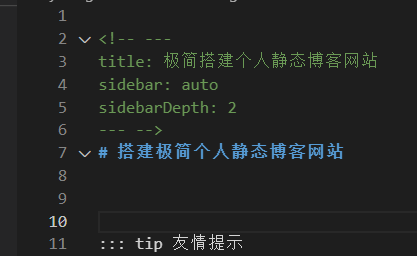 1
2 <!-- ---
3 title: 极简搭建个人静态博客网站
4 sidebar: auto
5 sidebarDepth: 2
6 --- -->
7 # 搭建极简个人静态博客网站
8
9
10
11 ::: tip 友情提示